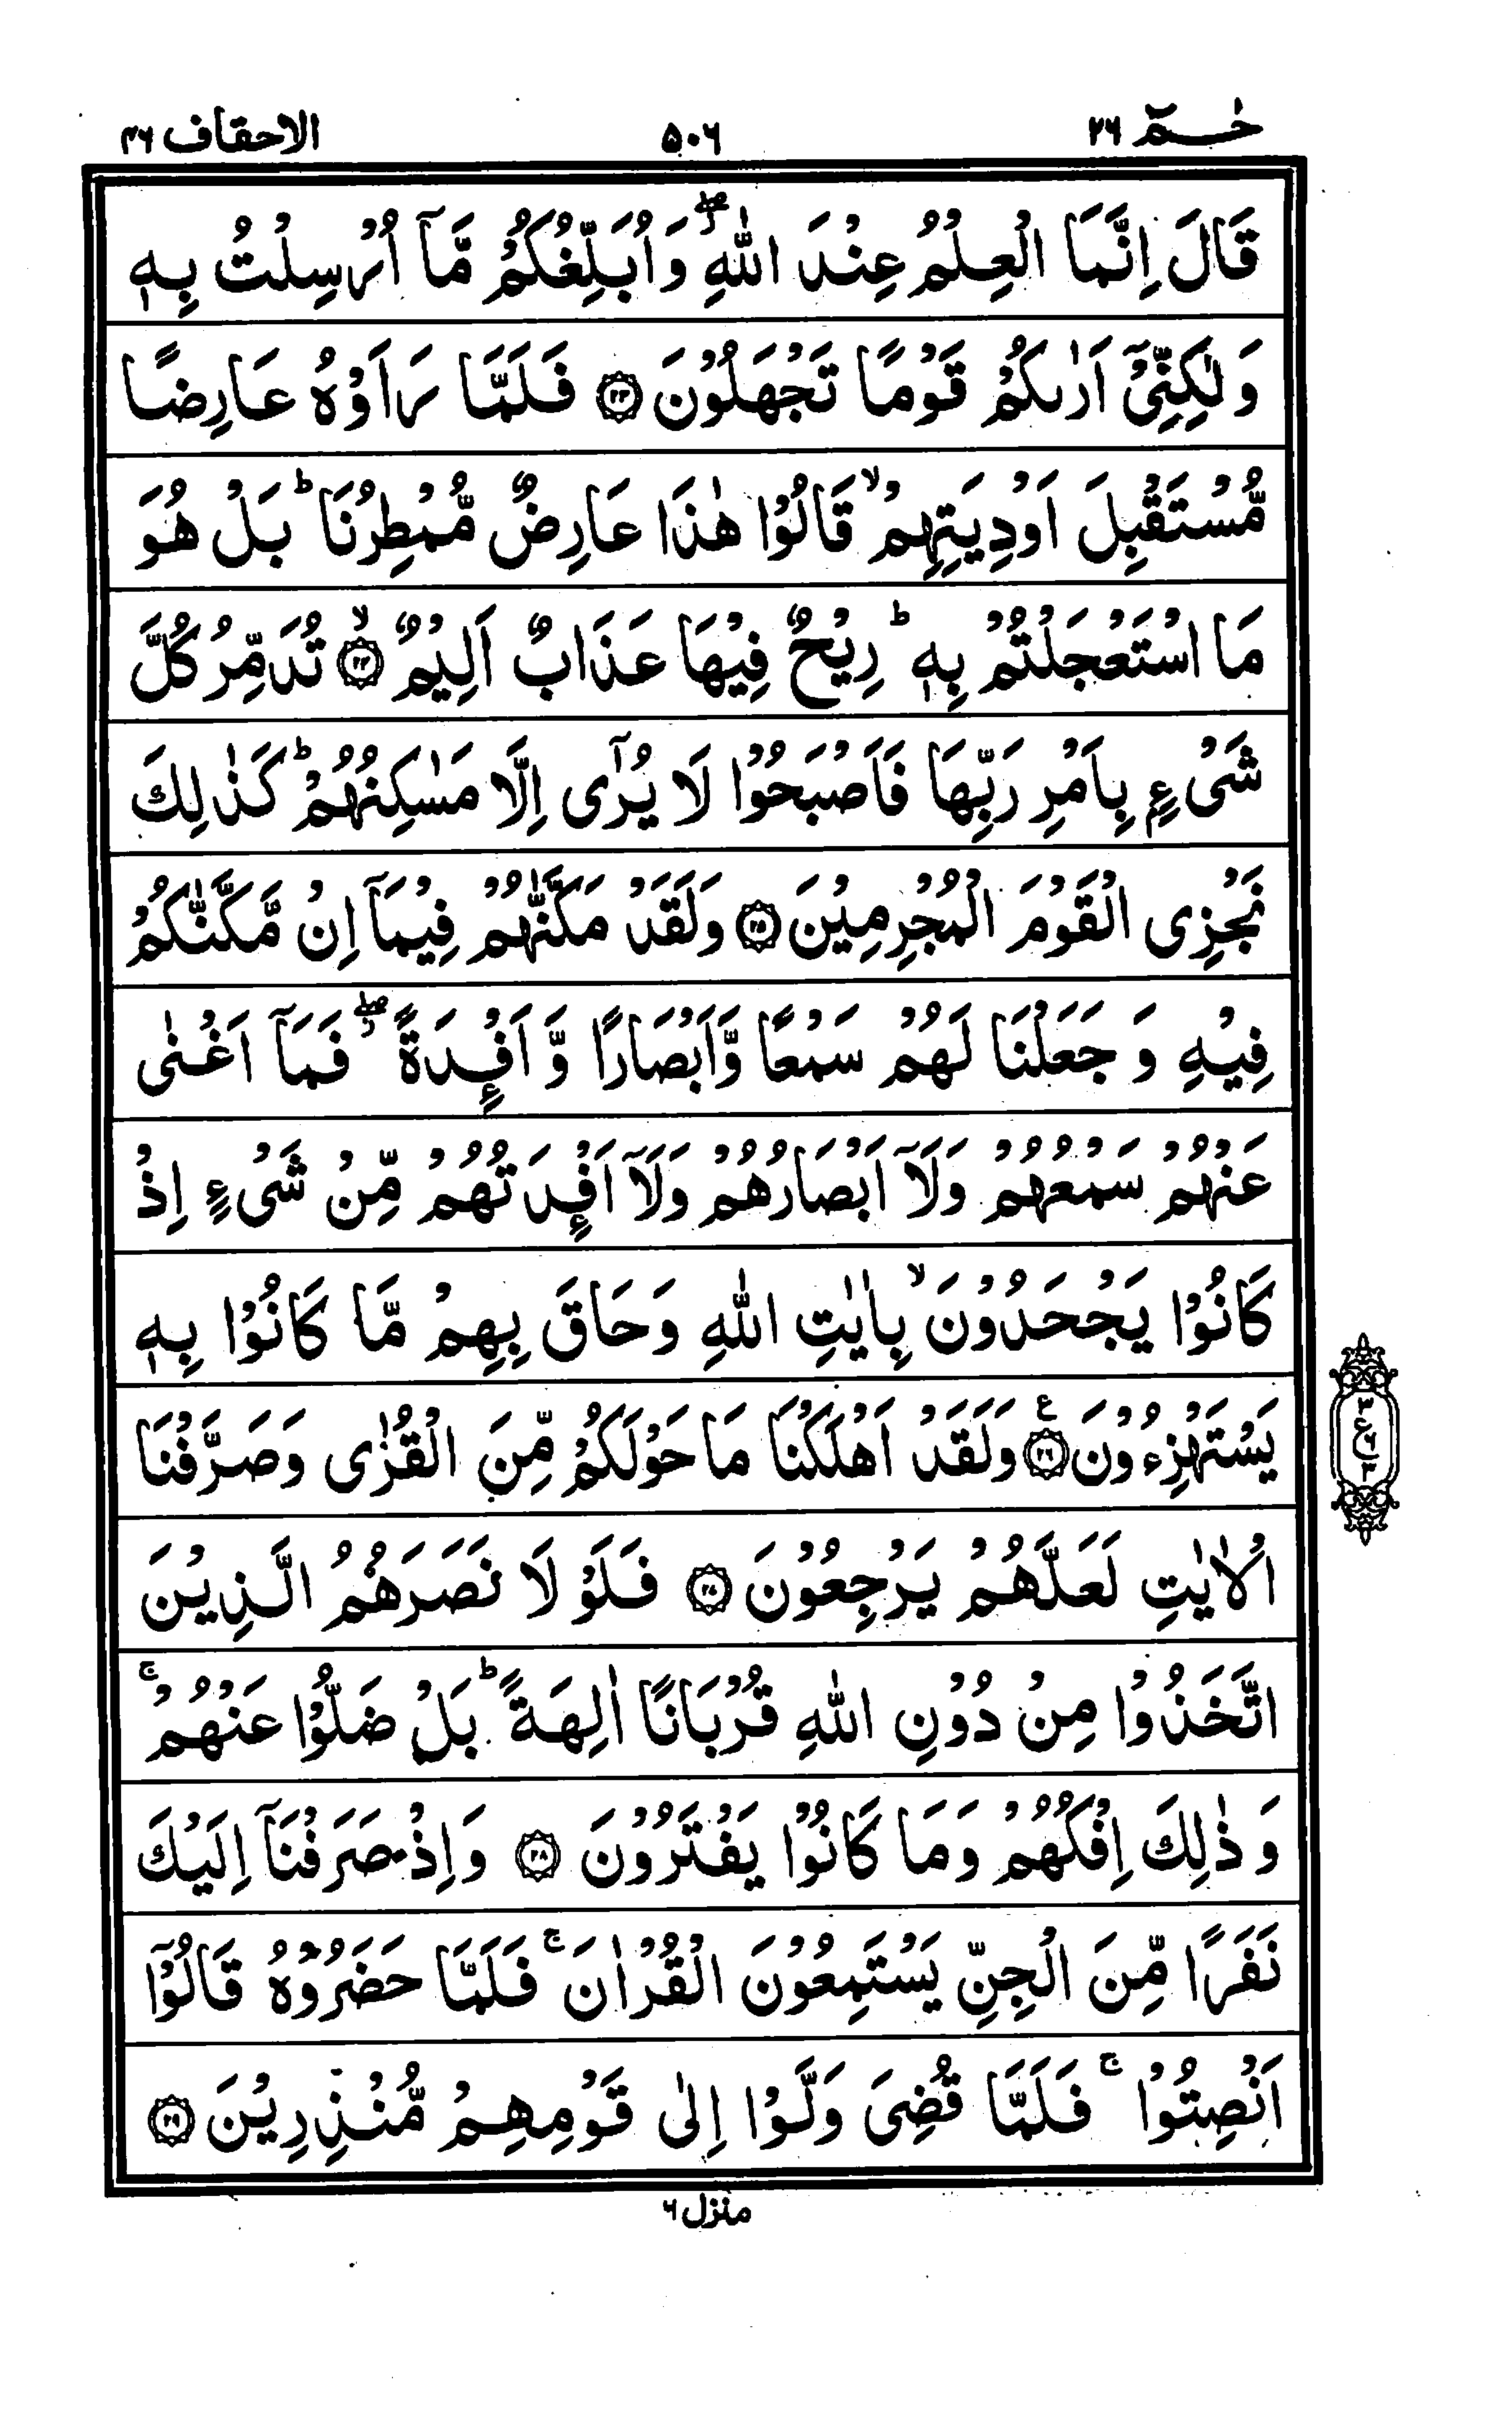 حٰـمٓ ٢٦
٥٠٦
الاحقاف ٤٦
قَالَ اِنَّمَا الْعِلْمُ عِنْدَ اللّٰهِ ۖ٘ وَاُبَلِّغُكُمْ مَّاۤ اُرْسِلْتُ بِهٖ
وَلٰكِنِّيْۤ اَرٰىكُمْ قَوْمًا تَجْهَلُوْنَ ﴿٢٣﴾ فَلَمَّا رَاَوْهُ عَارِضًا
مُّسْتَقْبِلَ اَوْدِيَتِهِمْ ۙ قَالُوْا هٰذَا عَارِضٌ مُّمْطِرُنَا ؕ بَلْ هُوَ
مَا اسْتَعْجَلْتُمْ بِهٖ ؕ رِيْحٌ فِيْهَا عَذَابٌ اَلِيْمٌ ﴿٢٤﴾ۙ تُدَمِّرُ كُلَّ
شَيْءٍۭ بِاَمْرِ رَبِّهَا فَاَصْبَحُوْا لَا يُرٰۤى اِلَّا مَسٰكِنُهُمْ ؕ كَذٰلِكَ
نَجْزِى الْقَوْمَ الْمُجْرِمِيْنَ ﴿٢٥﴾ وَلَقَدْ مَكَّنّٰهُمْ فِيْمَاۤ اِنْ مَّكَّنّٰكُمْ
فِيْهِ وَجَعَلْنَا لَهُمْ سَمْعًا وَّاَبْصَارًا وَّاَفْـِٕدَةً ۖ٘ فَمَاۤ اَغْنٰى
عَنْهُمْ سَمْعُهُمْ وَلَاۤ اَبْصَارُهُمْ وَلَاۤ اَفْـِٕدَتُهُمْ مِّنْ شَيْءٍ اِذْ
كَانُوْا يَجْحَدُوْنَ ۙ بِاٰيٰتِ اللّٰهِ وَحَاقَ بِهِمْ مَّا كَانُوْا بِهٖ
يَسْتَهْزِءُوْنَ ﴿٢٦﴾ ع وَلَقَدْ اَهْلَكْنَا مَا حَوْلَكُمْ مِّنَ الْقُرٰى وَصَرَّفْنَا
الْاٰيٰتِ لَعَلَّهُمْ يَرْجِعُوْنَ ﴿٢٧﴾ فَلَوْ لَا نَصَرَهُمُ الَّذِيْنَ
اتَّخَذُوْا مِنْ دُوْنِ اللّٰهِ قُرْبَانًا اٰلِهَةً ؕ بَلْ ضَلُّوْا عَنْهُمْ ۚ
وَذٰلِكَ اِفْكُهُمْ وَمَا كَانُوْا يَفْتَرُوْنَ ﴿٢٨﴾ وَاِذْ صَرَفْنَاۤ اِلَيْكَ
نَفَرًا مِّنَ الْجِنِّ يَسْتَمِعُوْنَ الْقُرْاٰنَ ۚ فَلَمَّا حَضَرُوْهُ قَالُوْۤا
اَنْصِتُوْا ۚ فَلَمَّا قُضِيَ وَلَّوْا اِلٰى قَوْمِهِمْ مُّنْذِرِيْنَ ﴿٢٩﴾
منزل ٦